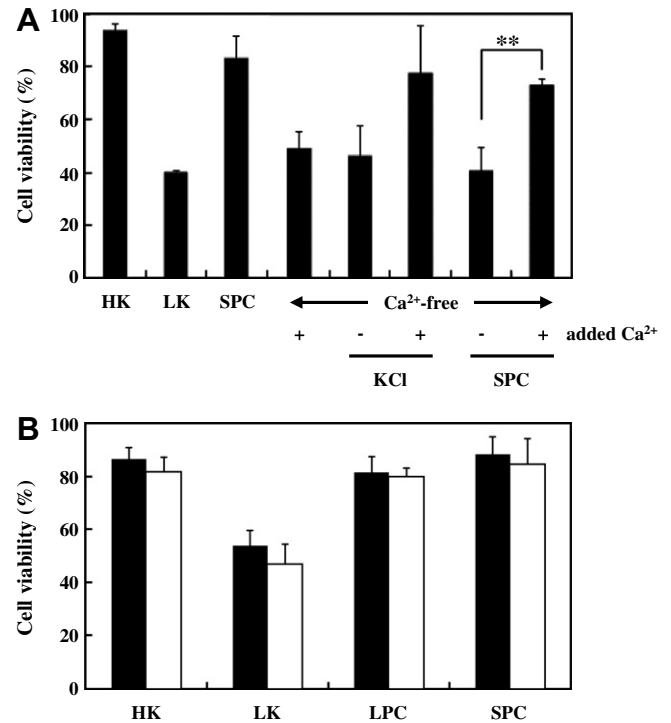 A
Cell viability (%)
100
80
60
40
20
0
**
HK LK SPC Ca²⁺-free
+ - + - + added Ca²⁺
KCl SPC
B
Cell viability (%)
100
80
60
40
20
0
HK LK LPC SPC